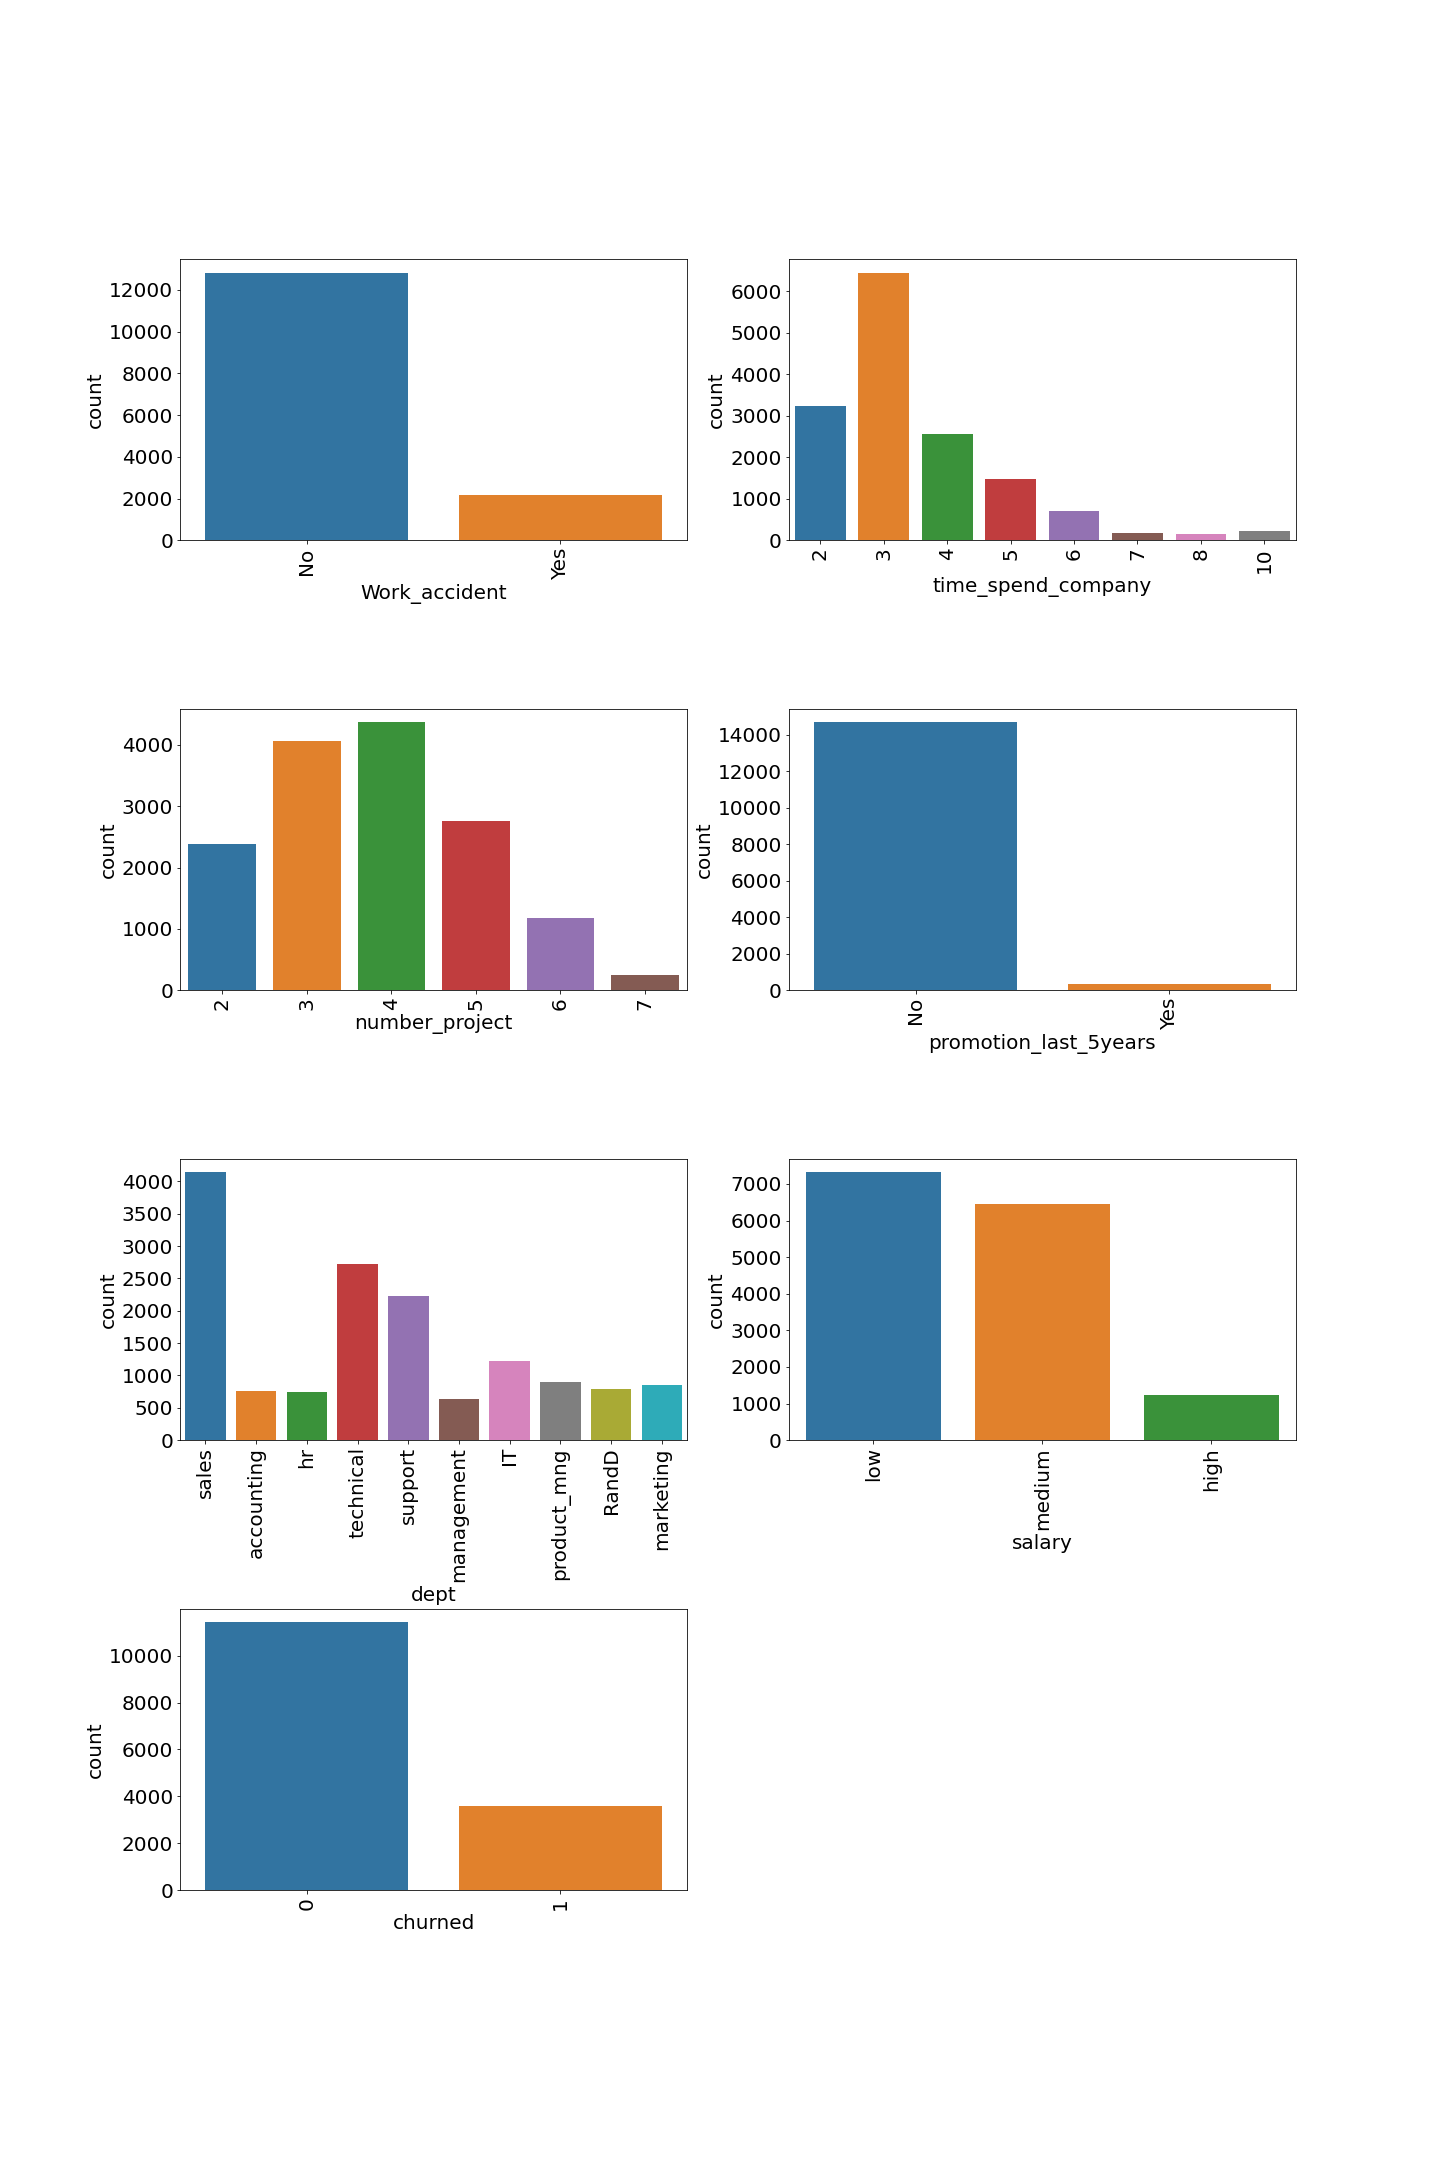 12000
10000
8000
6000
4000
2000
0
count
No
Yes
Work_accident
6000
5000
4000
3000
2000
1000
0
count
2
3
4
5
6
7
8
10
time_spend_company
4000
3000
2000
1000
0
count
2
3
4
5
6
7
number_project
14000
12000
10000
8000
6000
4000
2000
0
count
No
Yes
promotion_last_5years
4000
3500
3000
2500
2000
1500
1000
500
0
count
sales
accounting
hr
technical
support
management
IT
product_mng
RandD
marketing
dept
7000
6000
5000
4000
3000
2000
1000
0
count
low
medium
high
salary
10000
8000
6000
4000
2000
0
count
0
1
churned